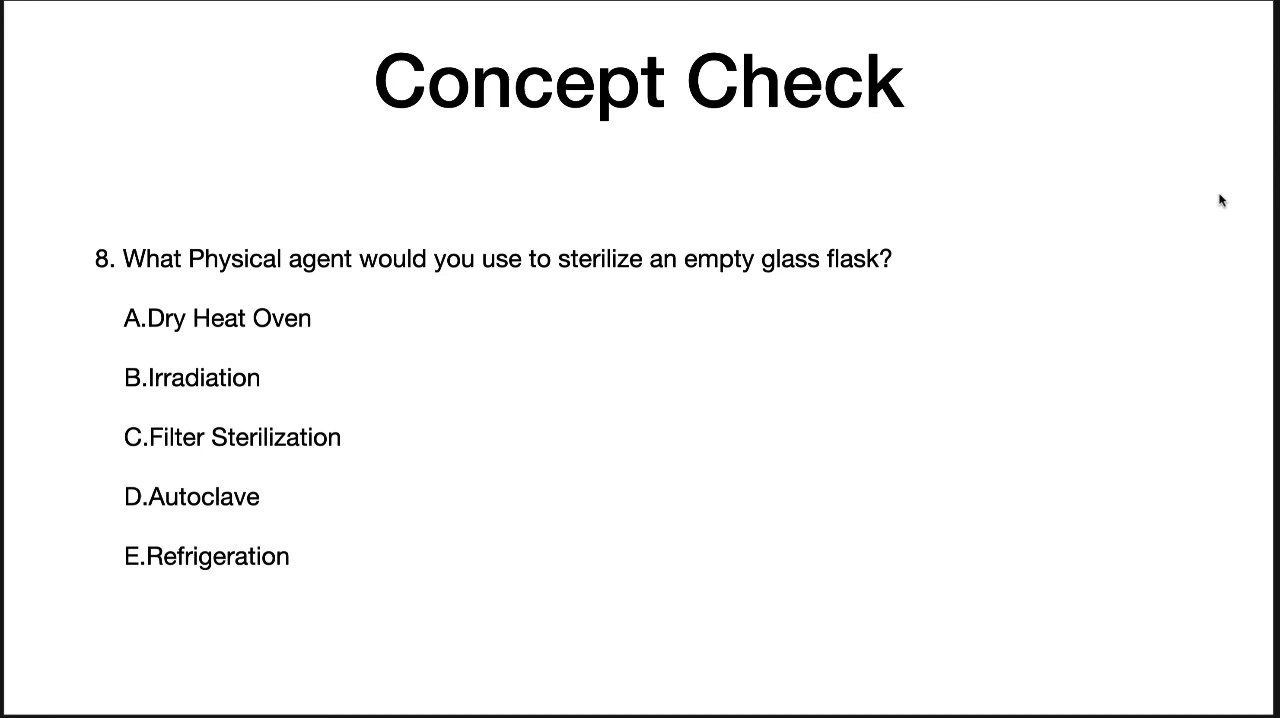 Concept Check
8. What Physical agent would you use to sterilize an empty glass flask?
A.Dry Heat Oven
B.Irradiation
C.Filter Sterilization
D.Autoclave
E.Refrigeration